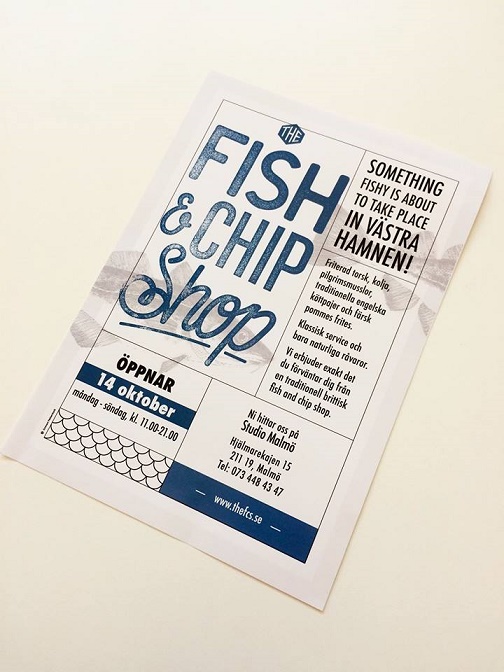 THE
FISH
& CHIP
Shop
SOMETHING
FISHY IS ABOUT
TO TAKE PLACE
IN VÄSTRA
HAMNEN!
Friterad torsk, kolja,
pilgrimsmusslor,
traditionella engelska
köttpajer och färsk
pommes frites.
Klassisk service och
bara naturliga råvaror.
Vi erbjuder exakt det
du förväntar dig från
en traditionell brittisk
fish and chip shop.
ÖPPNAR
14 oktober
måndag - söndag, kl. 11.00-21.00
Ni hittar oss på
Studio Malmö
Hjälmarekajen 15
211 19, Malmö
Tel: 073 448 43 47
— www.thefcs.se —